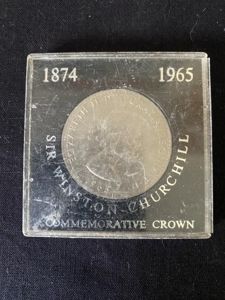 1874 1965
SIR WINSTON CHURCHILL
COMMEMORATIVE CROWN